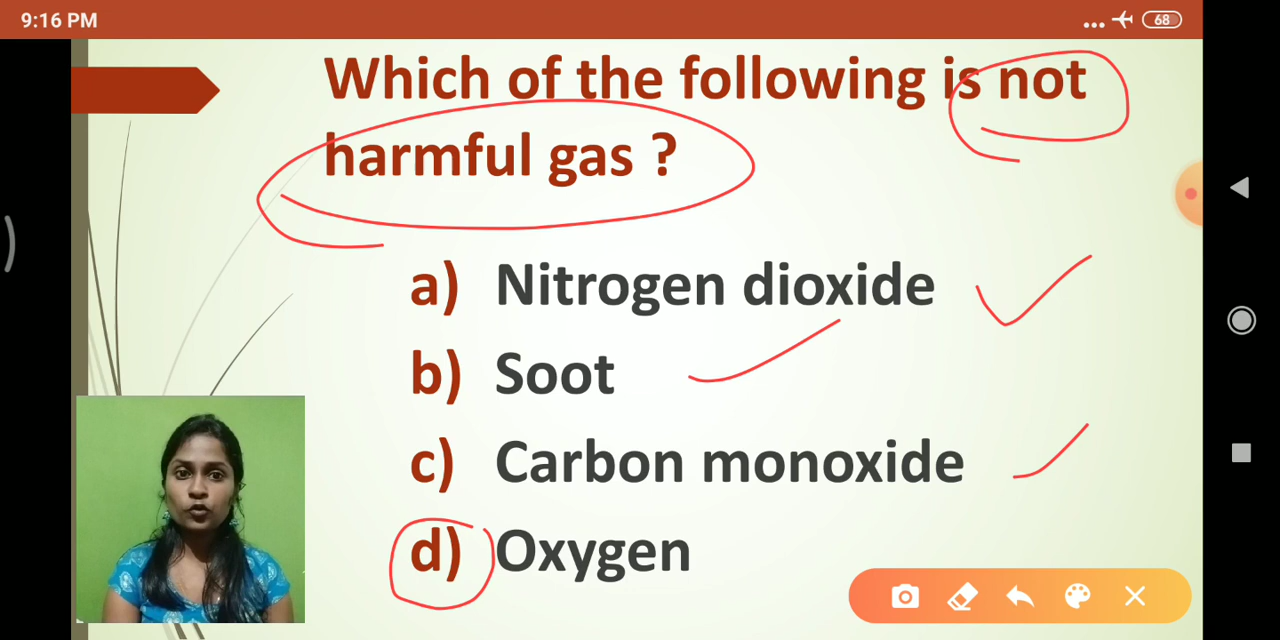 9:16 PM
68
Which of the following is not
harmful gas ?
a) Nitrogen dioxide
b) Soot
c) Carbon monoxide
d) Oxygen